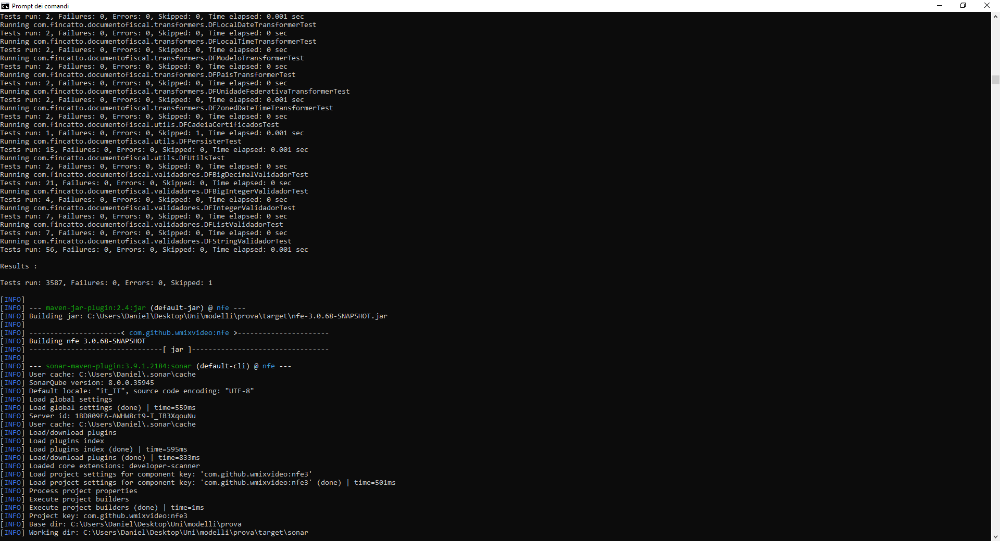 Prompt dei comandi
Tests run: 2, Failures: 0, Errors: 0, Skipped: 0, Time elapsed: 0.001 sec
Running com.fincatto.documentofiscal.transformers.DFLocalDateTransformerTest
Tests run: 2, Failures: 0, Errors: 0, Skipped: 0, Time elapsed: 0 sec
Running com.fincatto.documentofiscal.transformers.DFLocalTimeTransformerTest
Tests run: 2, Failures: 0, Errors: 0, Skipped: 0, Time elapsed: 0 sec
Running com.fincatto.documentofiscal.transformers.DFModeloTransformerTest
Tests run: 2, Failures: 0, Errors: 0, Skipped: 0, Time elapsed: 0 sec
Running com.fincatto.documentofiscal.transformers.DFPaisTransformerTest
Tests run: 2, Failures: 0, Errors: 0, Skipped: 0, Time elapsed: 0 sec
Running com.fincatto.documentofiscal.transformers.DFUnidadeFederativaTransformerTest
Tests run: 2, Failures: 0, Errors: 0, Skipped: 0, Time elapsed: 0.001 sec
Running com.fincatto.documentofiscal.transformers.DFZonedDateTimeTransformerTest
Tests run: 2, Failures: 0, Errors: 0, Skipped: 0, Time elapsed: 0 sec
Running com.fincatto.documentofiscal.utils.DFCadeiaCertificadosTest
Tests run: 1, Failures: 0, Errors: 0, Skipped: 1, Time elapsed: 0.001 sec
Running com.fincatto.documentofiscal.utils.DFPersisterTest
Tests run: 15, Failures: 0, Errors: 0, Skipped: 0, Time elapsed: 0.001 sec
Running com.fincatto.documentofiscal.utils.DFUtilsTest
Tests run: 2, Failures: 0, Errors: 0, Skipped: 0, Time elapsed: 0 sec
Running com.fincatto.documentofiscal.validadores.DFBigDecimalValidadorTest
Tests run: 21, Failures: 0, Errors: 0, Skipped: 0, Time elapsed: 0 sec
Running com.fincatto.documentofiscal.validadores.DFBigIntegerValidadorTest
Tests run: 4, Failures: 0, Errors: 0, Skipped: 0, Time elapsed: 0 sec
Running com.fincatto.documentofiscal.validadores.DFIntegerValidadorTest
Tests run: 7, Failures: 0, Errors: 0, Skipped: 0, Time elapsed: 0 sec
Running com.fincatto.documentofiscal.validadores.DFListValidadorTest
Tests run: 7, Failures: 0, Errors: 0, Skipped: 0, Time elapsed: 0 sec
Running com.fincatto.documentofiscal.validadores.DFStringValidadorTest
Tests run: 56, Failures: 0, Errors: 0, Skipped: 0, Time elapsed: 0.001 sec
Results :
Tests run: 3587, Failures: 0, Errors: 0, Skipped: 1
[INFO]
[INFO] --- maven-jar-plugin:2.4:jar (default-jar) @ nfe ---
[INFO] Building jar: C:\Users\Daniel\Desktop\Uni\modelli\prova\target\nfe-3.0.68-SNAPSHOT.jar
[INFO]
[INFO] ----------------------< com.github.wmixvideo:nfe >----------------------
[INFO] Building nfe 3.0.68-SNAPSHOT
[INFO] --------------------------------[ jar ]---------------------------------
[INFO]
[INFO] --- sonar-maven-plugin:3.9.1.2184:sonar (default-cli) @ nfe ---
[INFO] User cache: C:\Users\Daniel\.sonar\cache
[INFO] SonarQube version: 8.0.0.35945
[INFO] Default locale: "it_IT", source code encoding: "UTF-8"
[INFO] Load global settings
[INFO] Load global settings (done) | time=559ms
[INFO] Server id: 1BD809FA-AWHW8ct9-T_TB3XqouNu
[INFO] User cache: C:\Users\Daniel\.sonar\cache
[INFO] Load/download plugins
[INFO] Load plugins index
[INFO] Load plugins index (done) | time=595ms
[INFO] Load/download plugins (done) | time=833ms
[INFO] Loaded core extensions: developer-scanner
[INFO] Load project settings for component key: 'com.github.wmixvideo:nfe3'
[INFO] Load project settings for component key: 'com.github.wmixvideo:nfe3' (done) | time=501ms
[INFO] Process project properties
[INFO] Execute project builders
[INFO] Execute project builders (done) | time=1ms
[INFO] Project key: com.github.wmixvideo:nfe3
[INFO] Base dir: C:\Users\Daniel\Desktop\Uni\modelli\prova
[INFO] Working dir: C:\Users\Daniel\Desktop\Uni\modelli\prova\target\sonar